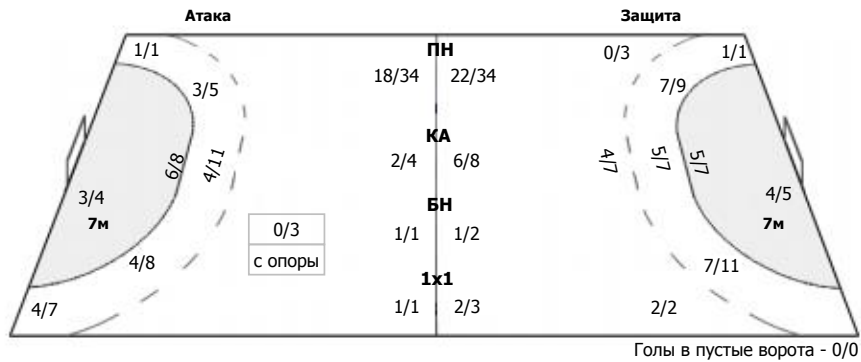 Атака Защита
1/1 ПН 0/3 1/1
18/34 22/34
3/5 7/9
КА
6/8 4/11 2/4 6/8 4/7 5/7 5/7
3/4 4/5
7м БН 7м
0/3 1/1 1/2
с опоры
4/8 7/11
1x1
4/7 1/1 2/3 2/2
Голы в пустые ворота - 0/0